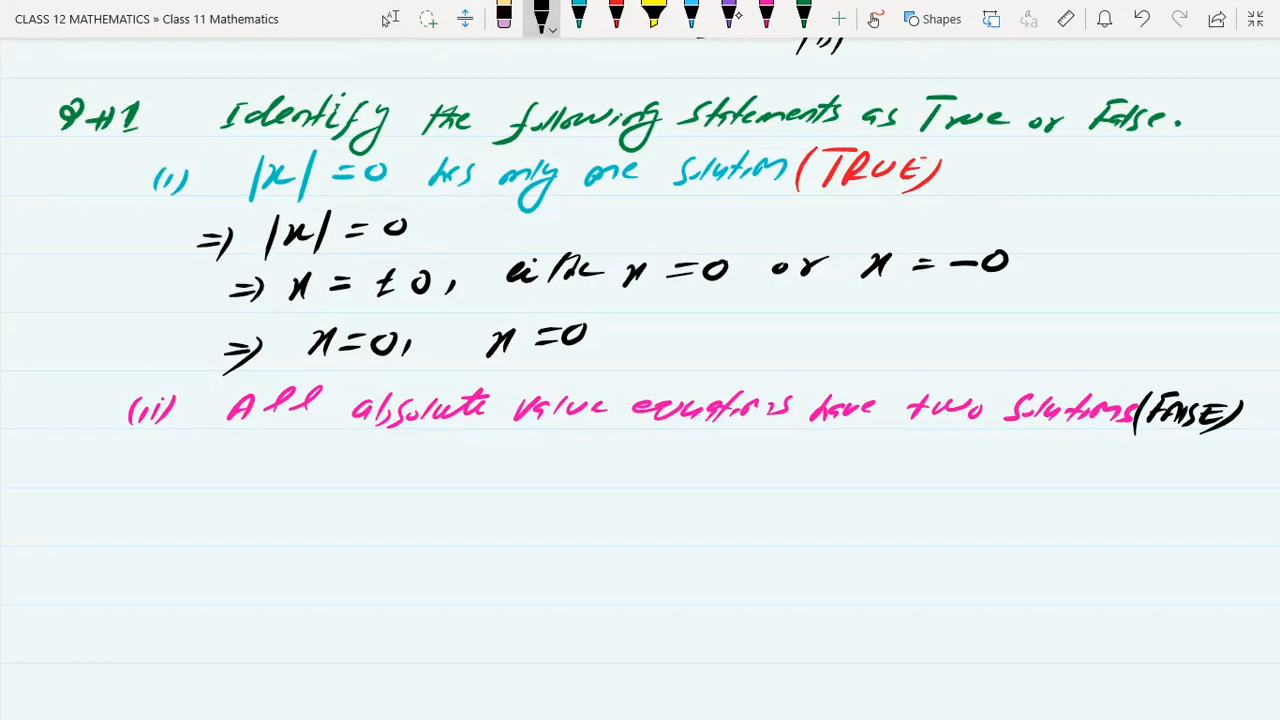 CLASS 12 MATHEMATICS » Class 11 Mathematics
Shapes
Q#1 Identify the following statements as True or False.
(i) |x| = 0 has only one solution (TRUE)
=> |x| = 0
=> x = ±0, either x = 0 or x = -0
=> x = 0, x = 0
(ii) All absolute value equations have two solutions (FALSE)